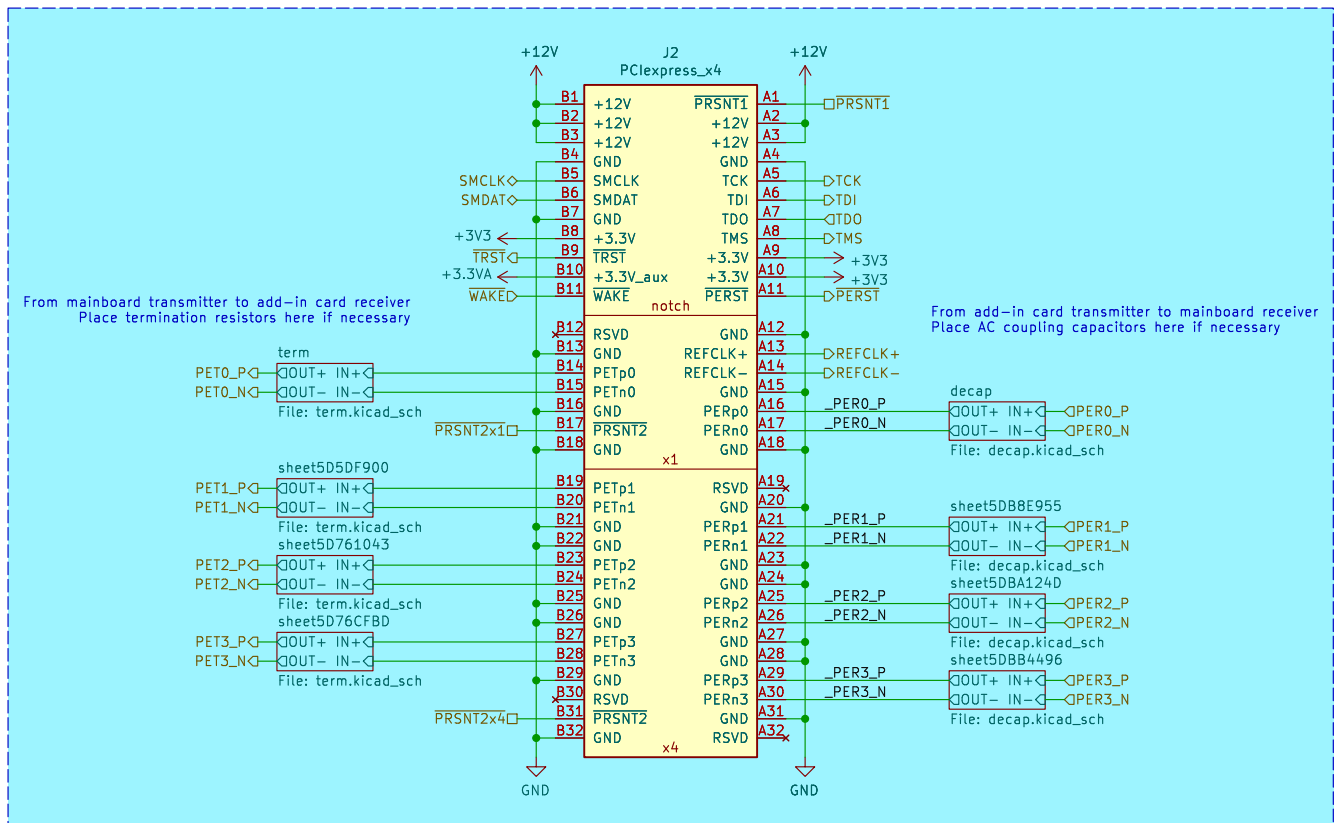 +12V
J2
PCIexpress_x4
+12V
B1 +12V PRSNT1 A1 PRSNT1
B2 +12V +12V A2
B3 +12V +12V A3
B4 GND GND A4
SMCLK B5 SMCLK TCK A5 TCK
SMDAT B6 SMDAT TDI A6 TDI
B7 GND TDO A7 TDO
+3V3 B8 +3.3V TMS A8 TMS
TRST B9 TRST +3.3V A9 +3V3
+3.3VA B10 +3.3V_aux +3.3V A10 +3V3
WAKE B11 WAKE PERST A11 PERST
notch
From mainboard transmitter to add-in card receiver
Place termination resistors here if necessary
From add-in card transmitter to mainboard receiver
Place AC coupling capacitors here if necessary
B12 RSVD GND A12
B13 GND REFCLK+ A13 REFCLK+
term
PET0_P OUT+ IN+ B14 PETp0 REFCLK- A14 REFCLK-
PET0_N OUT- IN- B15 PETn0 GND A15
decap
File: term.kicad_sch
B16 GND PERp0 A16 _PER0_P OUT+ IN+ PER0_P
PRSNT2x1 B17 PRSNT2 PERn0 A17 _PER0_N OUT- IN- PER0_N
B18 GND GND A18
File: decap.kicad_sch
x1
sheet5D5DF900
PET1_P OUT+ IN+ B19 PETp1 RSVD A19
PET1_N OUT- IN- B20 PETn1 GND A20
sheet5DB8E955
File: term.kicad_sch
B21 GND PERp1 A21 _PER1_P OUT+ IN+ PER1_P
sheet5D761043
B22 GND PERn1 A22 _PER1_N OUT- IN- PER1_N
File: decap.kicad_sch
PET2_P OUT+ IN+ B23 PETp2 GND A23
PET2_N OUT- IN- B24 PETn2 GND A24
sheet5DBA124D
File: term.kicad_sch
B25 GND PERp2 A25 _PER2_P OUT+ IN+ PER2_P
sheet5D76CFBD
B26 GND PERn2 A26 _PER2_N OUT- IN- PER2_N
File: decap.kicad_sch
PET3_P OUT+ IN+ B27 PETp3 GND A27
PET3_N OUT- IN- B28 PETn3 GND A28
sheet5DBB4496
File: term.kicad_sch
B29 GND PERp3 A29 _PER3_P OUT+ IN+ PER3_P
B30 RSVD PERn3 A30 _PER3_N OUT- IN- PER3_N
PRSNT2x4 B31 PRSNT2 GND A31
File: decap.kicad_sch
B32 GND RSVD A32
x4
GND
GND